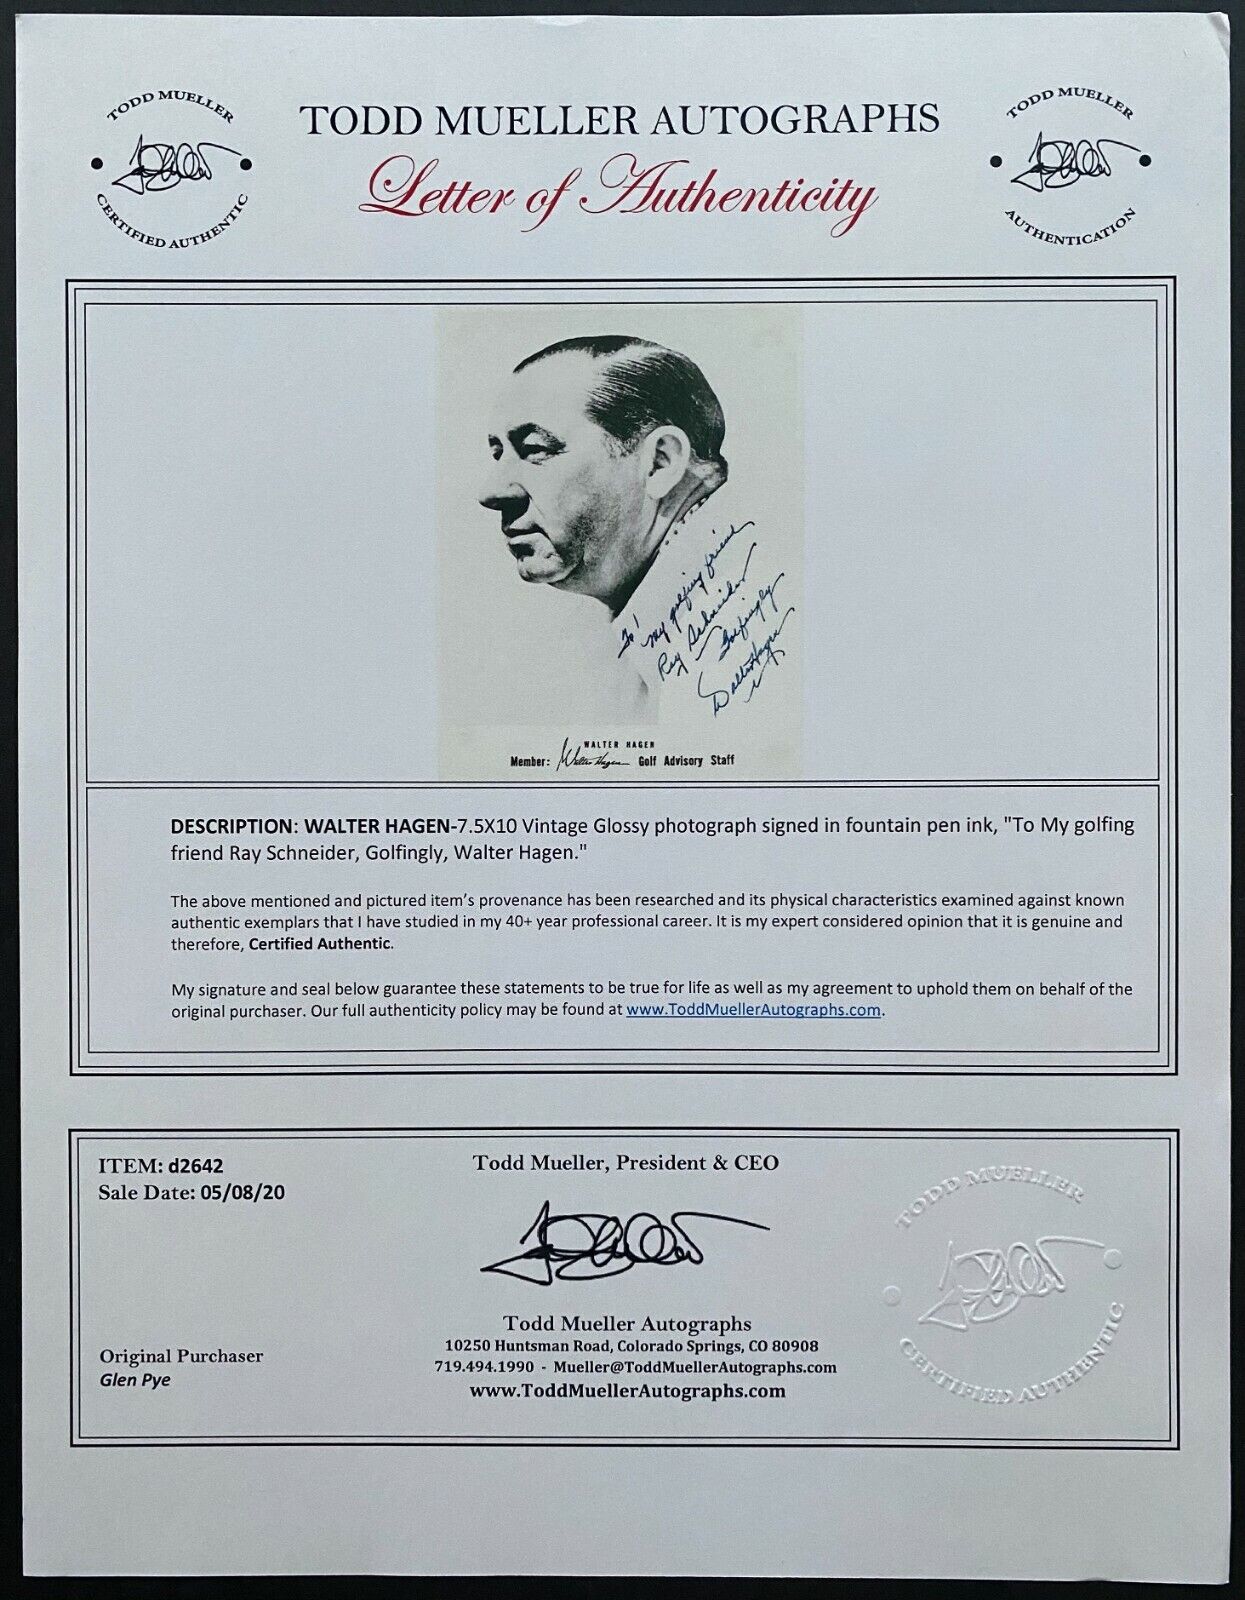 TODD MUELLER
CERTIFIED AUTHENTIC
TODD MUELLER AUTOGRAPHS
Letter of Authenticity
TODD MUELLER
AUTHENTICATION
To! my golfing friend
Ray Schneider
Golfingly
Walter Hagen
WALTER HAGEN
Member: Walter Hagen Golf Advisory Staff
DESCRIPTION: WALTER HAGEN-7.5X10 Vintage Glossy photograph signed in fountain pen ink, "To My golfing
friend Ray Schneider, Golfingly, Walter Hagen."
The above mentioned and pictured item's provenance has been researched and its physical characteristics examined against known
authentic exemplars that I have studied in my 40+ year professional career. It is my expert considered opinion that it is genuine and
therefore, Certified Authentic.
My signature and seal below guarantee these statements to be true for life as well as my agreement to uphold them on behalf of the
original purchaser. Our full authenticity policy may be found at www.ToddMuellerAutographs.com.
ITEM: d2642
Sale Date: 05/08/20
Original Purchaser
Glen Pye
Todd Mueller, President & CEO
Todd Mueller Autographs
10250 Huntsman Road, Colorado Springs, CO 80908
719.494.1990 - Mueller@ToddMuellerAutographs.com
www.ToddMuellerAutographs.com
TODD MUELLER
CERTIFIED AUTHENTIC